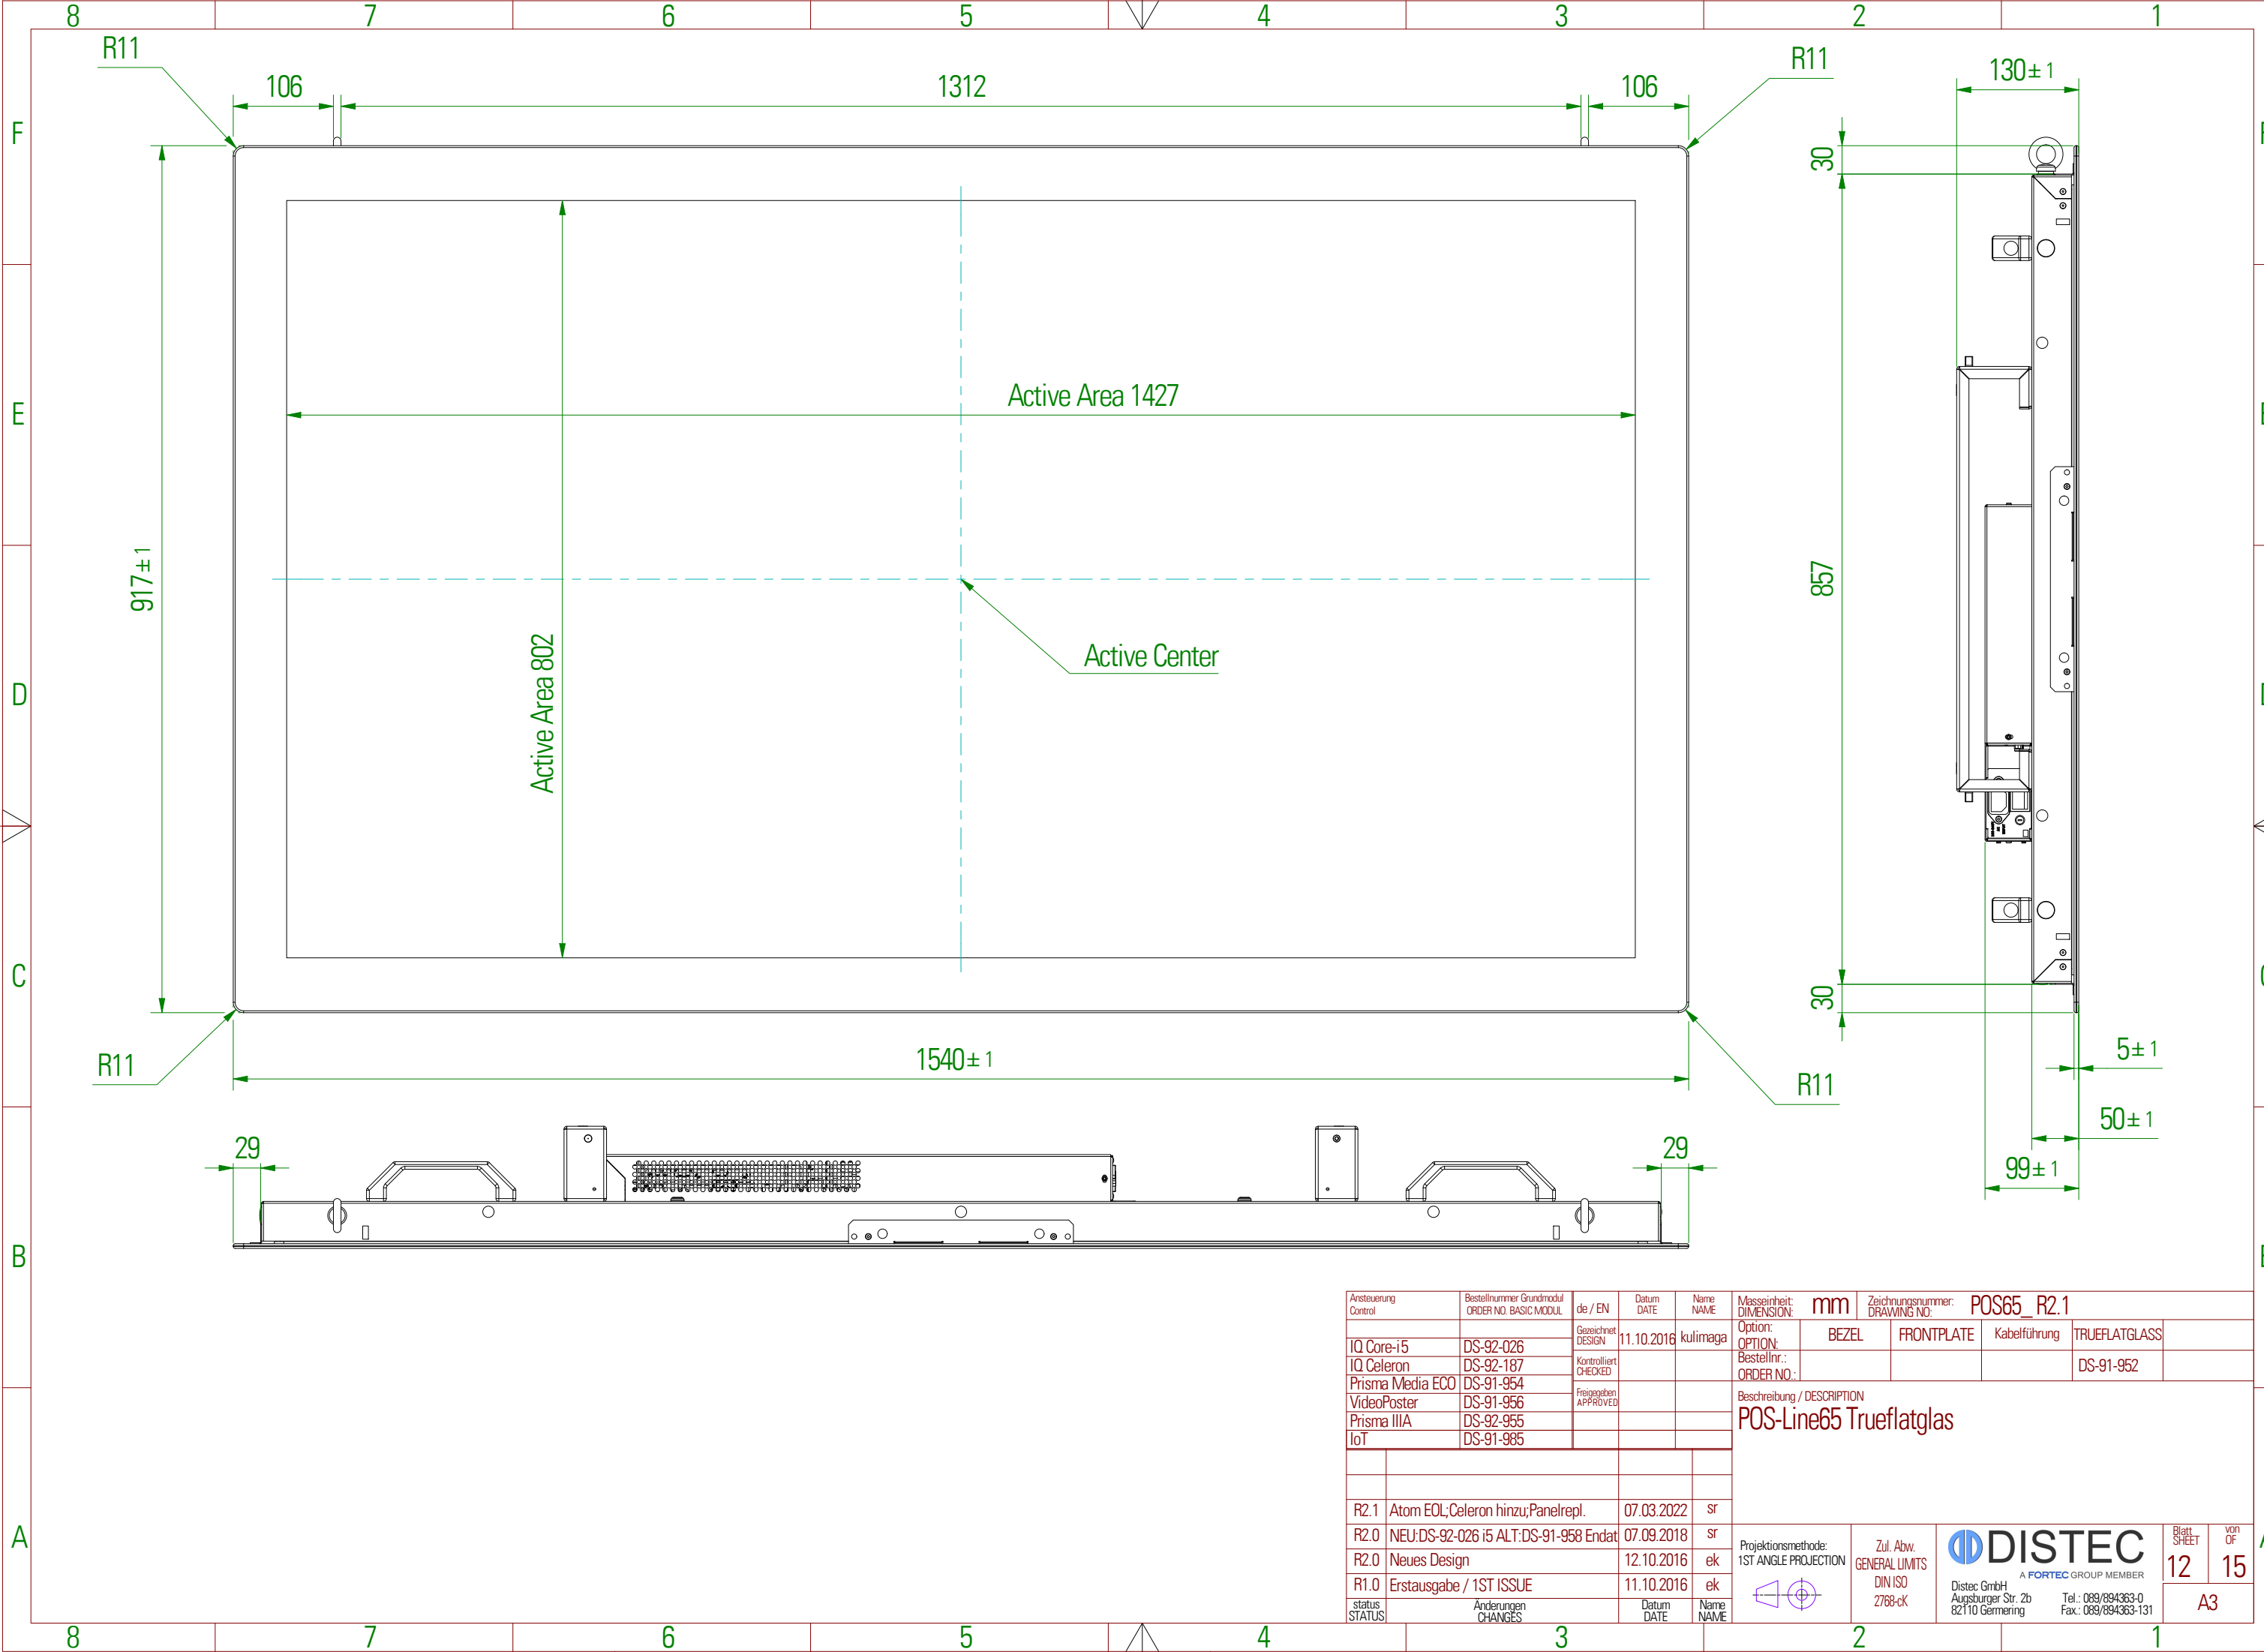 8 7 6 5 4 3 2 1
R11
R11
106
1312
106
130± 1
F
30
E
Active Area 1427
917± 1
857
Active Area 802
Active Center
D
C
30
R11
1540± 1
R11
5± 1
50± 1
99± 1
29
29
B
A
Ansteuerung
Control
Bestellnummer Grundmodul
ORDER NO. BASIC MODUL
de / EN
Datum
DATE
Name
NAME
IQ Core-i5 DS-92-026
IQ Celeron DS-92-187
Prisma Media ECO DS-91-954
VideoPoster DS-91-956
Prisma IIIA DS-92-955
IoT DS-91-985
Gezeichnet
DESIGN
11.10.2016 kulimaga
Kontrolliert
CHECKED
Freigegeben
APPROVED
Masseinheit:
DIMENSION:
mm
Zeichnungsnummer:
DRAWING NO:
POS65_R2.1
Option:
OPTION:
BEZEL FRONTPLATE Kabelführung TRUEFLATGLASS
Bestellnr.:
ORDER NO.:
DS-91-952
Beschreibung / DESCRIPTION
POS-Line65 Trueflatglas
R2.1 Atom EOL;Celeron hinzu;Panelrepl. 07.03.2022 sr
R2.0 NEU:DS-92-026 i5 ALT:DS-91-958 Endat 07.09.2018 sr
R2.0 Neues Design 12.10.2016 ek
R1.0 Erstausgabe / 1ST ISSUE 11.10.2016 ek
status
STATUS
Änderungen
CHANGES
Datum
DATE
Name
NAME
Projektionsmethode:
1ST ANGLE PROJECTION
Zul. Abw.
GENERAL LIMITS
DIN ISO
2768-cK
DISTEC
A FORTEC GROUP MEMBER
Distec GmbH
Augsburger Str. 2b Tel.: 089/894363-0
82110 Germering Fax.: 089/894363-131
Blatt
SHEET
12
von
OF
15
A3
8 7 6 5 4 3 2 1